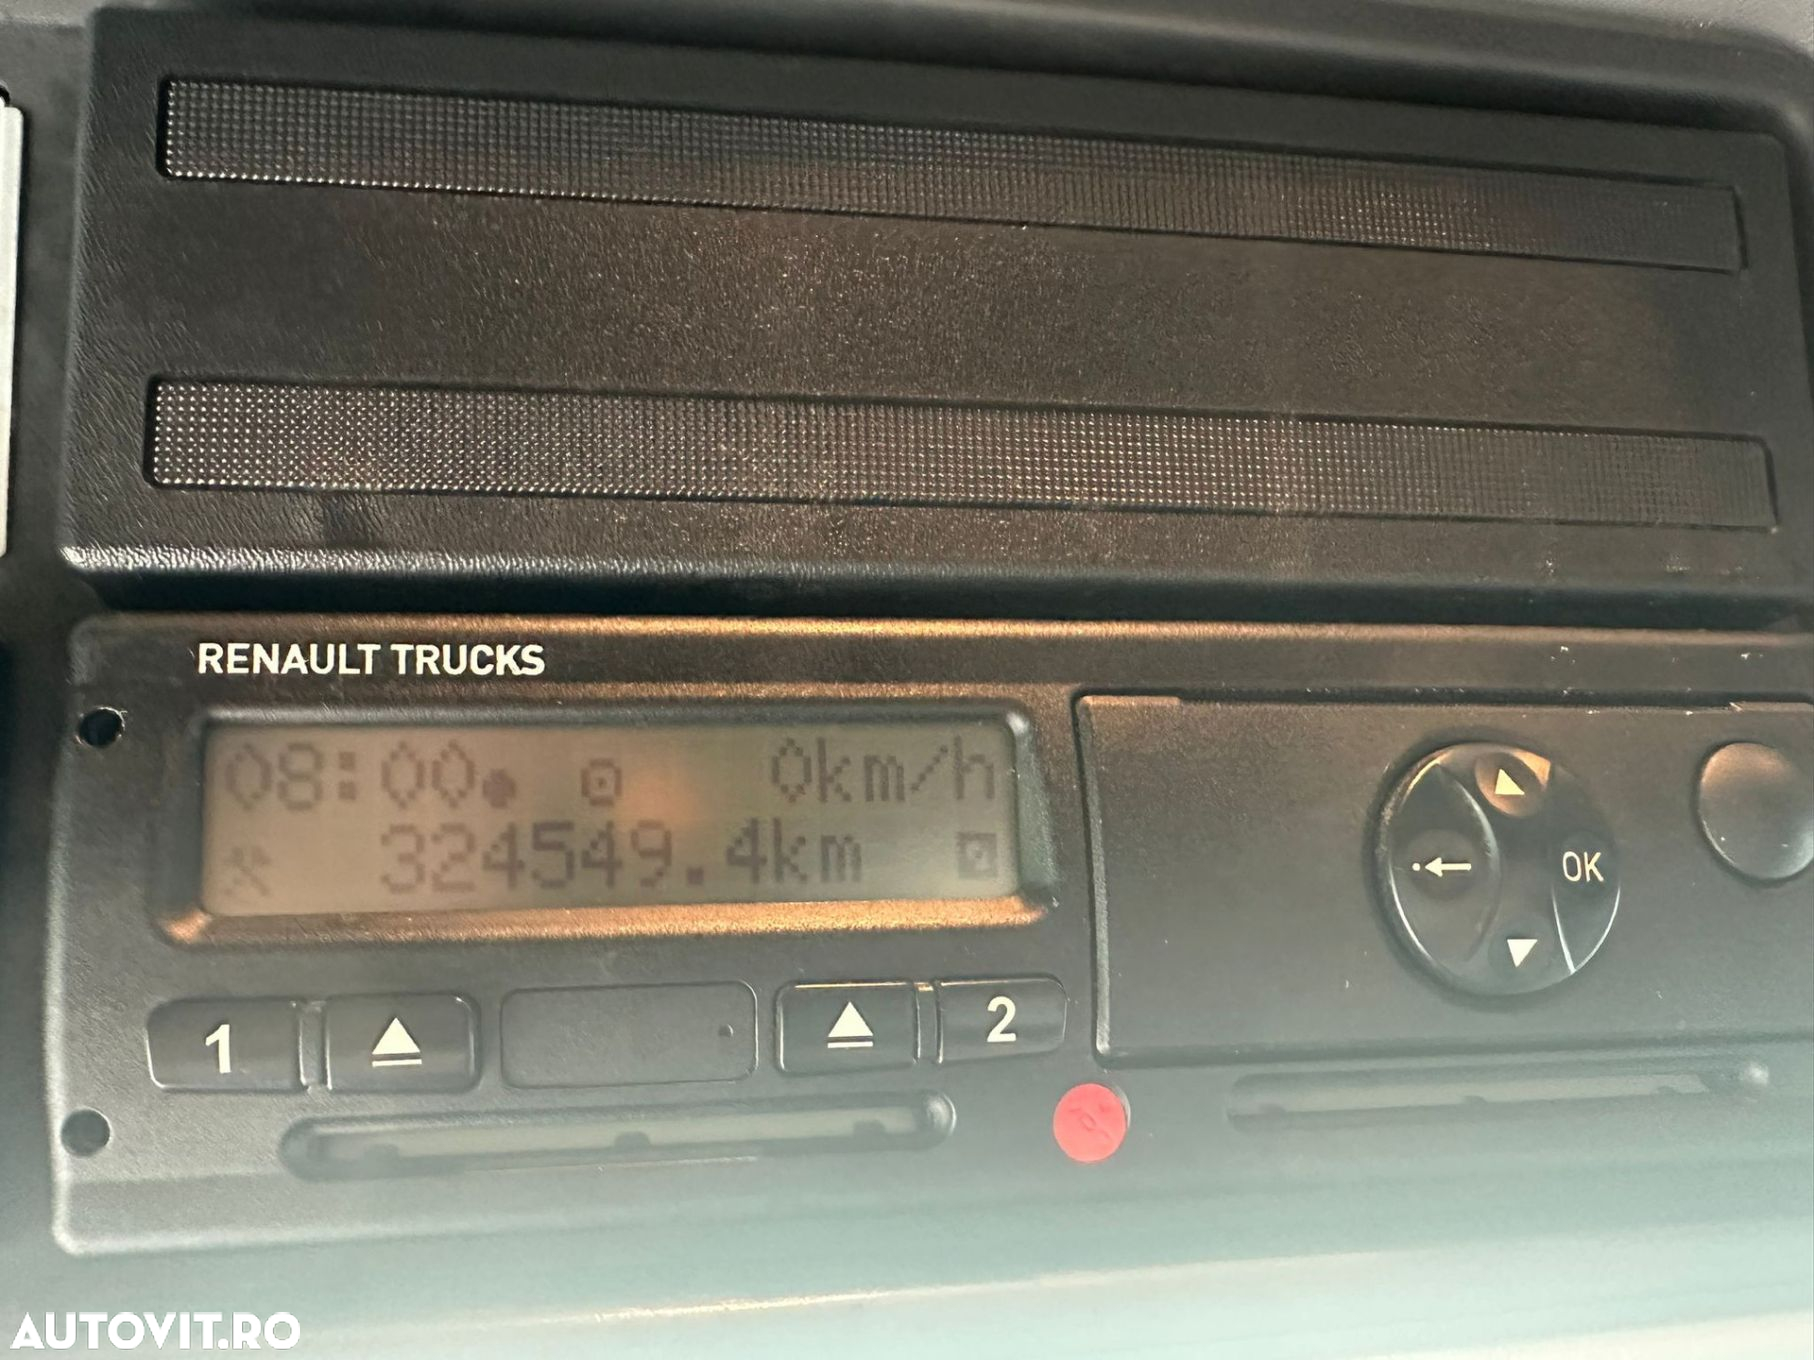 RENAULT TRUCKS
08:00 0km/h
324549.4km
OK
1 2
AUTOVIT.RO